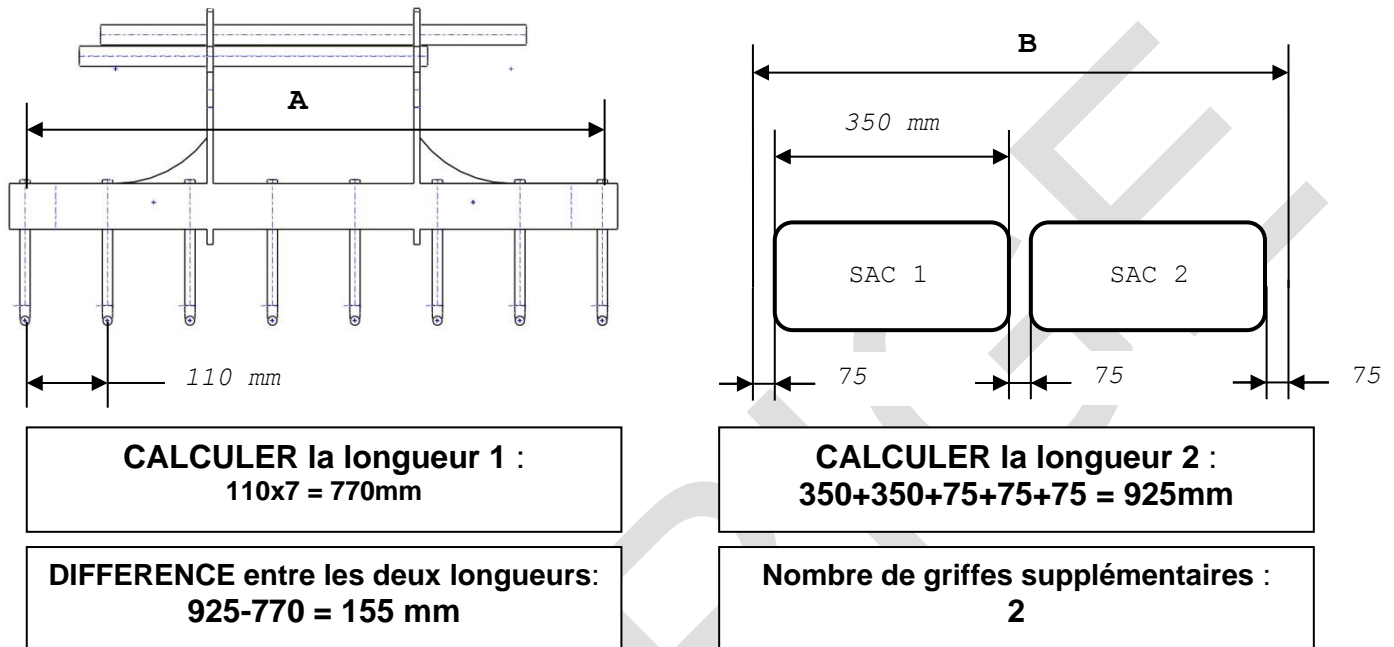 A
110 mm
B
350 mm
SAC 1
SAC 2
75
75
75
CALCULER la longueur 1 :
110x7 = 770mm
CALCULER la longueur 2 :
350+350+75+75+75 = 925mm
DIFFERENCE entre les deux longueurs:
925-770 = 155 mm
Nombre de griffes supplémentaires :
2